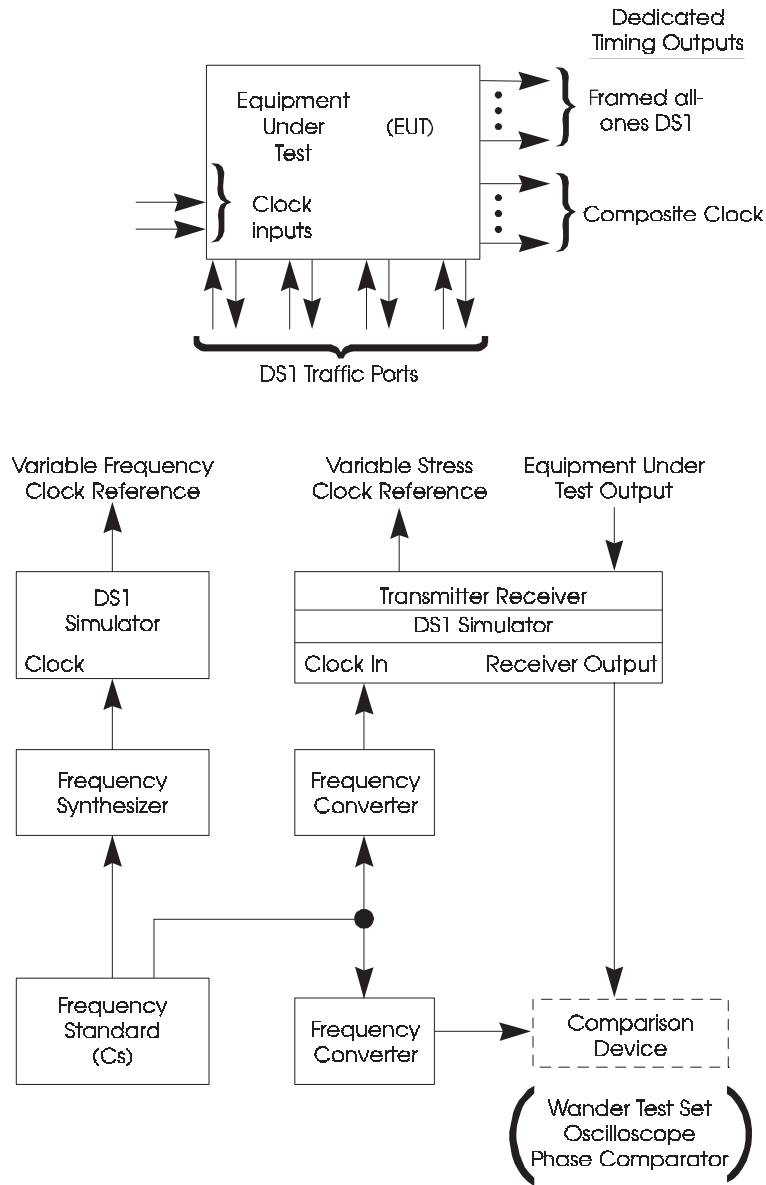 Dedicated
Timing Outputs
Equipment
Under
Test
(EUT)
Framed all-
ones DS1
Clock
inputs
Composite Clock
DS1 Traffic Ports
Variable Frequency
Clock Reference
Variable Stress
Clock Reference
Equipment Under
Test Output
DS1
Simulator
Clock
Transmitter Receiver
DS1 Simulator
Clock In
Receiver Output
Frequency
Synthesizer
Frequency
Converter
Frequency
Standard
(Cs)
Frequency
Converter
Comparison
Device
Wander Test Set
Oscilloscope
Phase Comparator